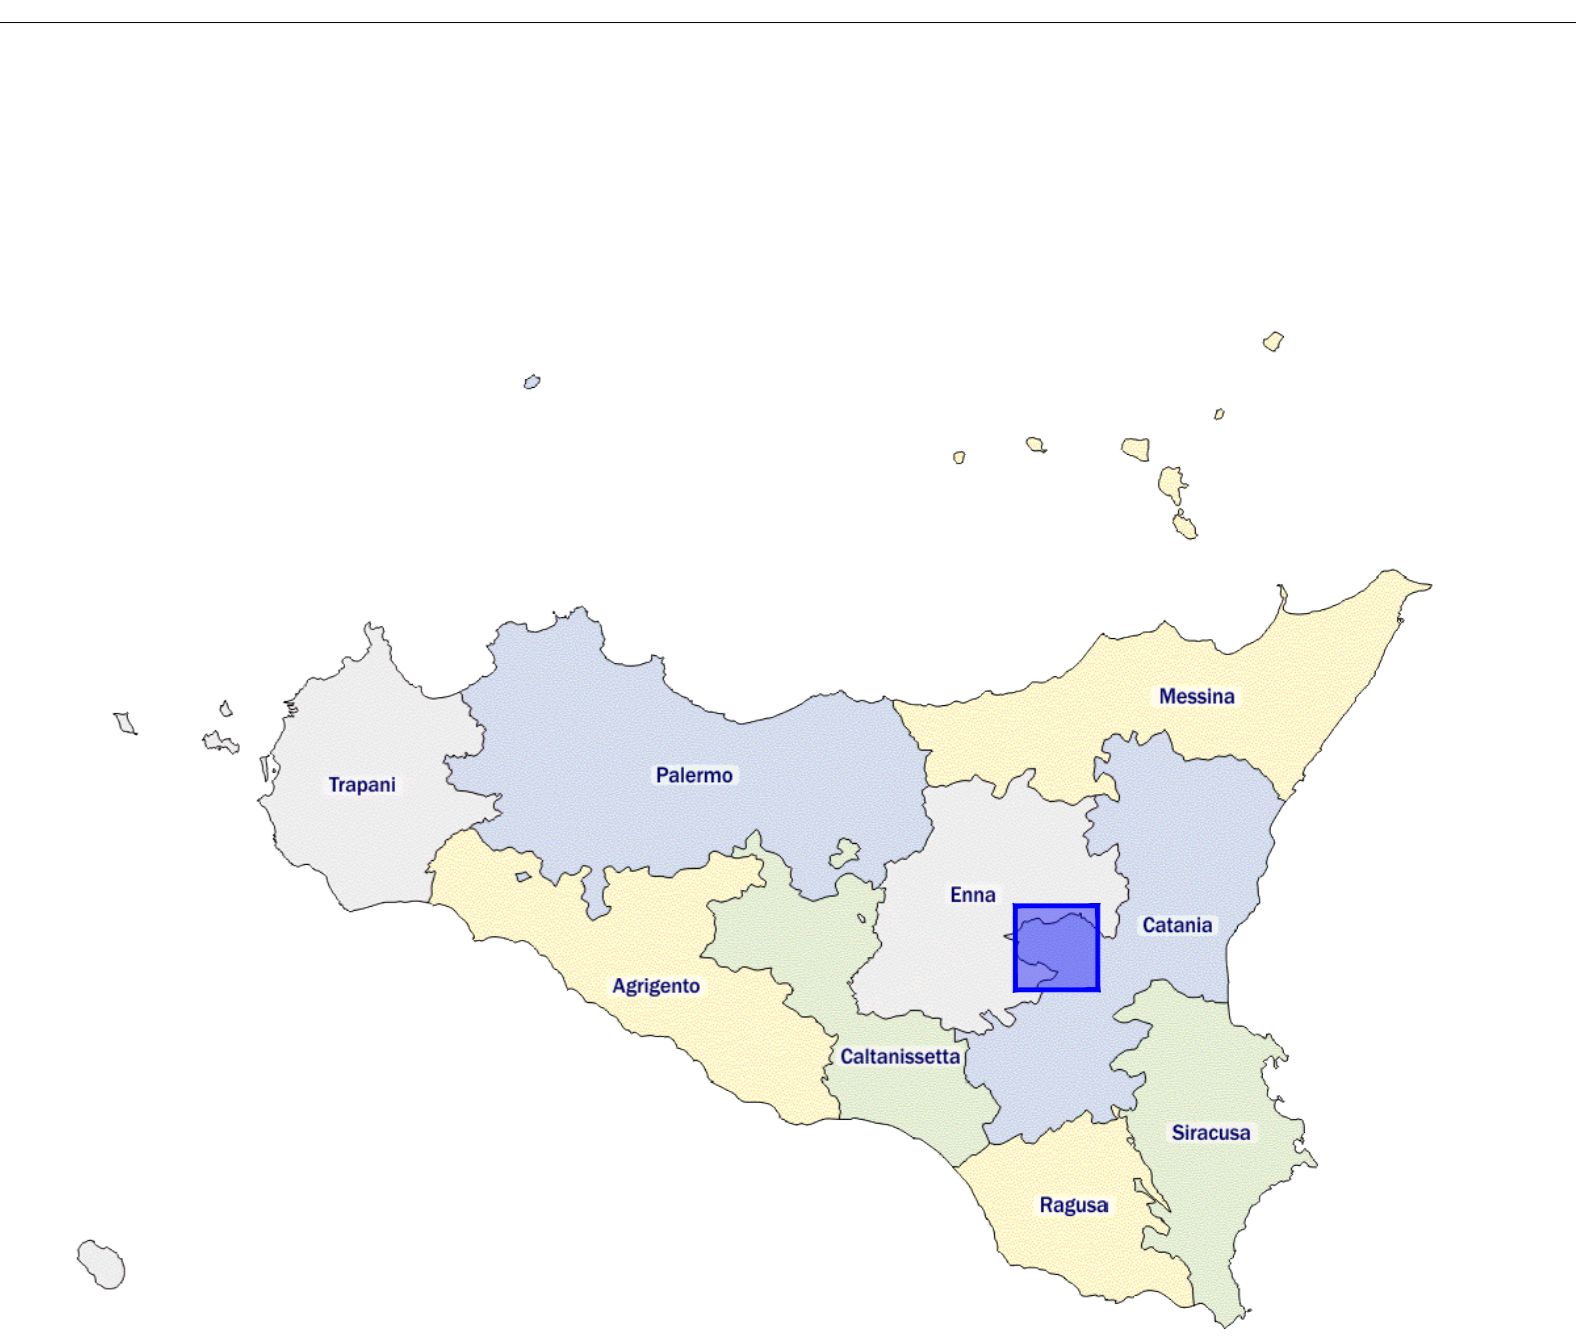 Messina
Palermo
Trapani
Enna
Catania
Agrigento
Caltanissetta
Siracusa
Ragusa